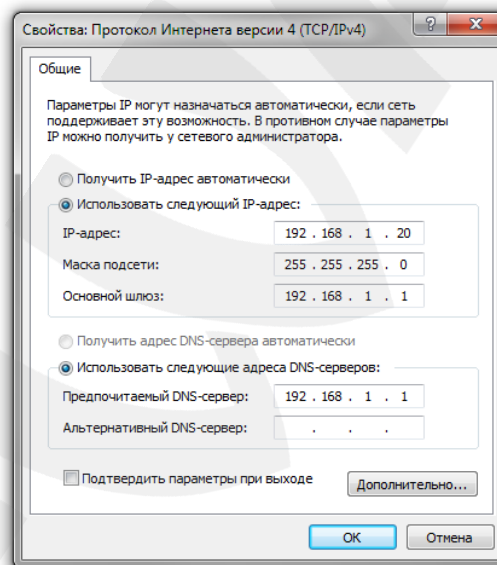 Свойства: Протокол Интернета версии 4 (TCP/IPv4)
Общие
Параметры IP могут назначаться автоматически, если сеть
поддерживает эту возможность. В противном случае параметры
IP можно получить у сетевого администратора.
Получить IP-адрес автоматически
Использовать следующий IP-адрес:
IP-адрес: 192 . 168 . 1 . 20
Маска подсети: 255 . 255 . 255 . 0
Основной шлюз: 192 . 168 . 1 . 1
Получить адрес DNS-сервера автоматически
Использовать следующие адреса DNS-серверов:
Предпочитаемый DNS-сервер: 192 . 168 . 1 . 1
Альтернативный DNS-сервер: . . .
Подтвердить параметры при выходе
Дополнительно...
ОК Отмена